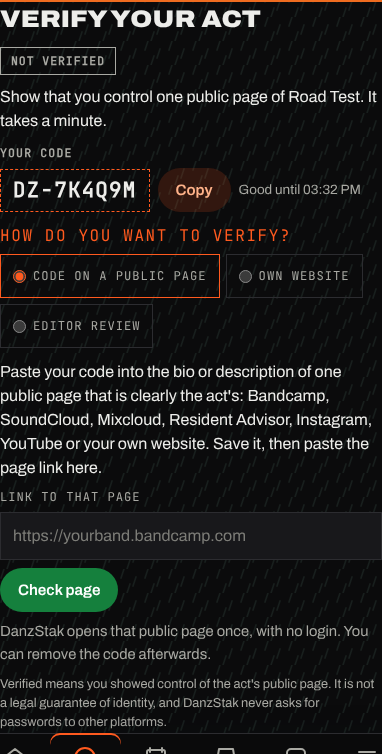 VERIFY YOUR ACT
NOT VERIFIED
Show that you control one public page of Road Test. It
takes a minute.
YOUR CODE
DZ-7K4Q9M
Copy
Good until 03:32 PM
HOW DO YOU WANT TO VERIFY?
CODE ON A PUBLIC PAGE
OWN WEBSITE
EDITOR REVIEW
Paste your code into the bio or description of one
public page that is clearly the act's: Bandcamp,
SoundCloud, Mixcloud, Resident Advisor, Instagram,
YouTube or your own website. Save it, then paste the
page link here.
LINK TO THAT PAGE
https://yourband.bandcamp.com
Check page
DanzStak opens that public page once, with no login. You
can remove the code afterwards.
Verified means you showed control of the act's public page. It is not
a legal guarantee of identity, and DanzStak never asks for
passwords to other platforms.